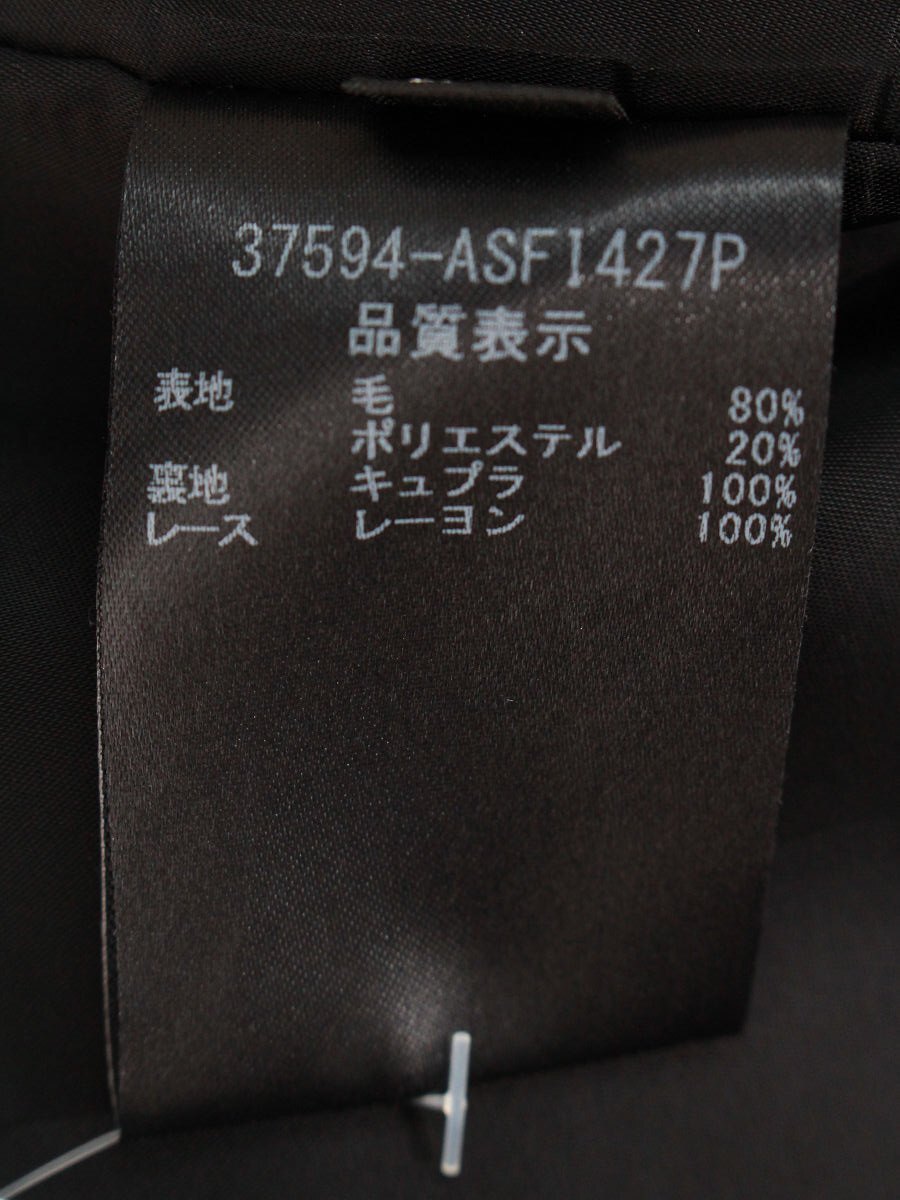 37594-ASFI427P
品質表示
表地 毛 80%
ポリエステル 20%
裏地 キュプラ 100%
レース レーヨン 100%